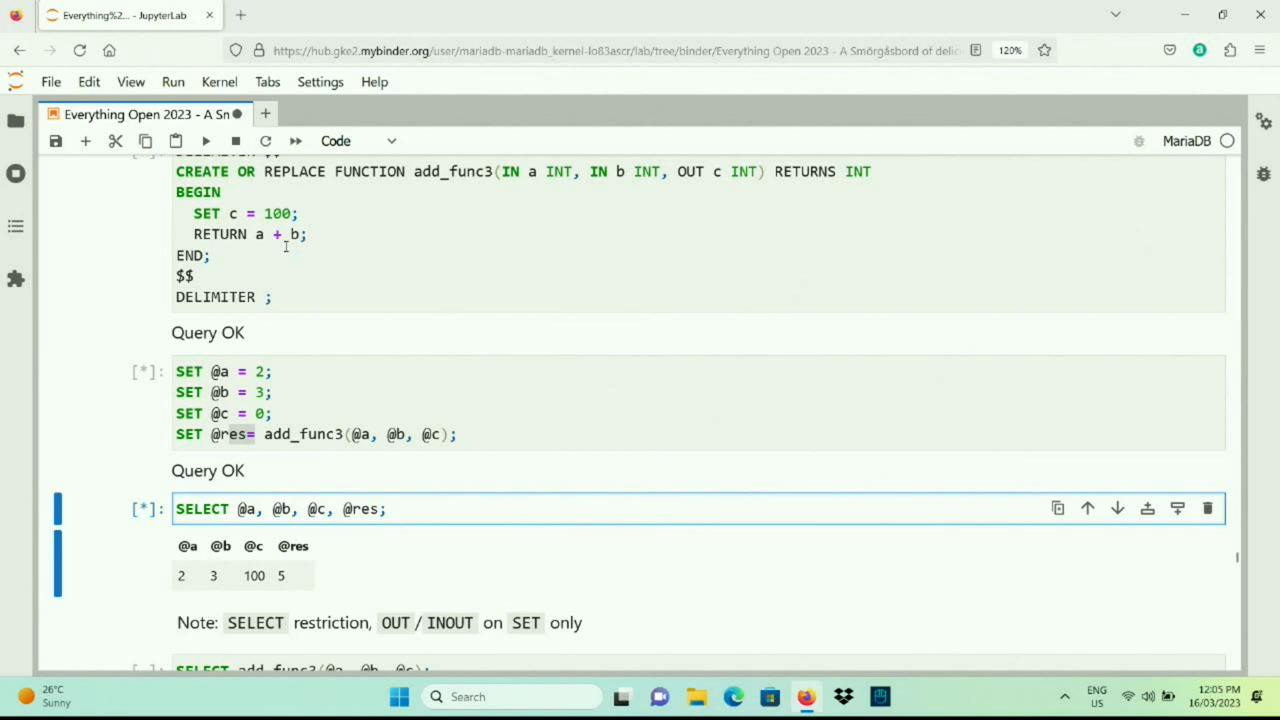 Everything%2... - JupyterLab
https://hub.gke2.mybinder.org/user/mariadb-mariadb_kernel-lo83ascr/lab/tree/binder/Everything Open 2023 - A Smörgåsbord of delic
120%
File Edit View Run Kernel Tabs Settings Help
Everything Open 2023 - A Sn
Code
MariaDB
DELIMITER $$
CREATE OR REPLACE FUNCTION add_func3(IN a INT, IN b INT, OUT c INT) RETURNS INT
BEGIN
SET c = 100;
RETURN a + b;
END;
$$
DELIMITER ;
Query OK
[*]: SET @a = 2;
SET @b = 3;
SET @c = 0;
SET @res= add_func3(@a, @b, @c);
Query OK
[*]: SELECT @a, @b, @c, @res;
@a @b @c @res
2 3 100 5
Note: SELECT restriction, OUT/INOUT on SET only
[ ]: SELECT add_func3(@a, @b, @c);
26°C
Sunny
Search
ENG
US
12:05 PM
16/03/2023